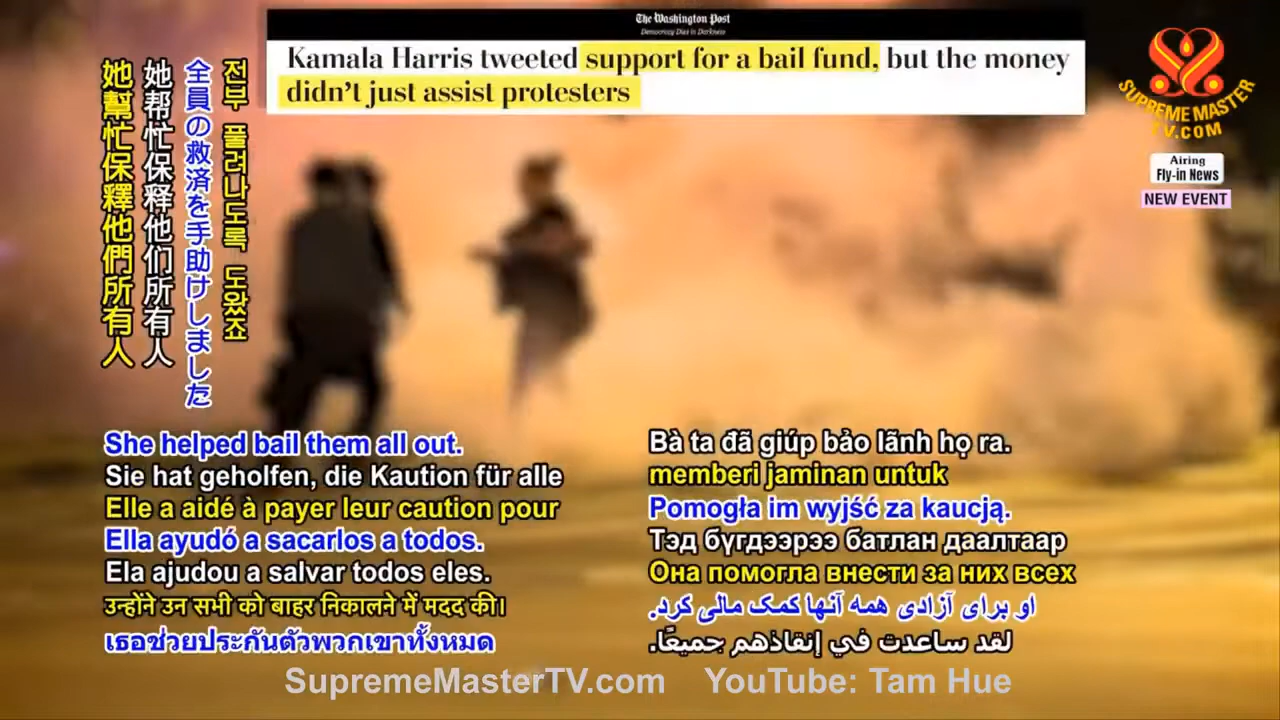 The Washington Post
Democracy Dies in Darkness
Kamala Harris tweeted support for a bail fund, but the money
didn't just assist protesters
SUPREME MASTER
TV.COM
Airing
Fly-in News
NEW EVENT
전부 풀려나도록 도왔죠
全員の救済を手助けしました
她帮忙保释他们所有人
她幫忙保釋他們所有人
She helped bail them all out.
Sie hat geholfen, die Kaution für alle
Elle a aidé à payer leur caution pour
Ella ayudó a sacarlos a todos.
Ela ajudou a salvar todos eles.
उन्होंने उन सभी को बाहर निकालने में मदद की।
เธอช่วยประกันตัวพวกเขาทั้งหมด
Bà ta đã giúp bảo lãnh họ ra.
memberi jaminan untuk
Pomogła im wyjść za kaucją.
Тэд бүгдээрээ батлан даалтаар
Она помогла внести за них всех
او برای آزادی همه آنها کمک مالی کرد.
لقد ساعدت في إنقاذهم جميعًا.
SupremeMasterTV.com YouTube: Tam Hue